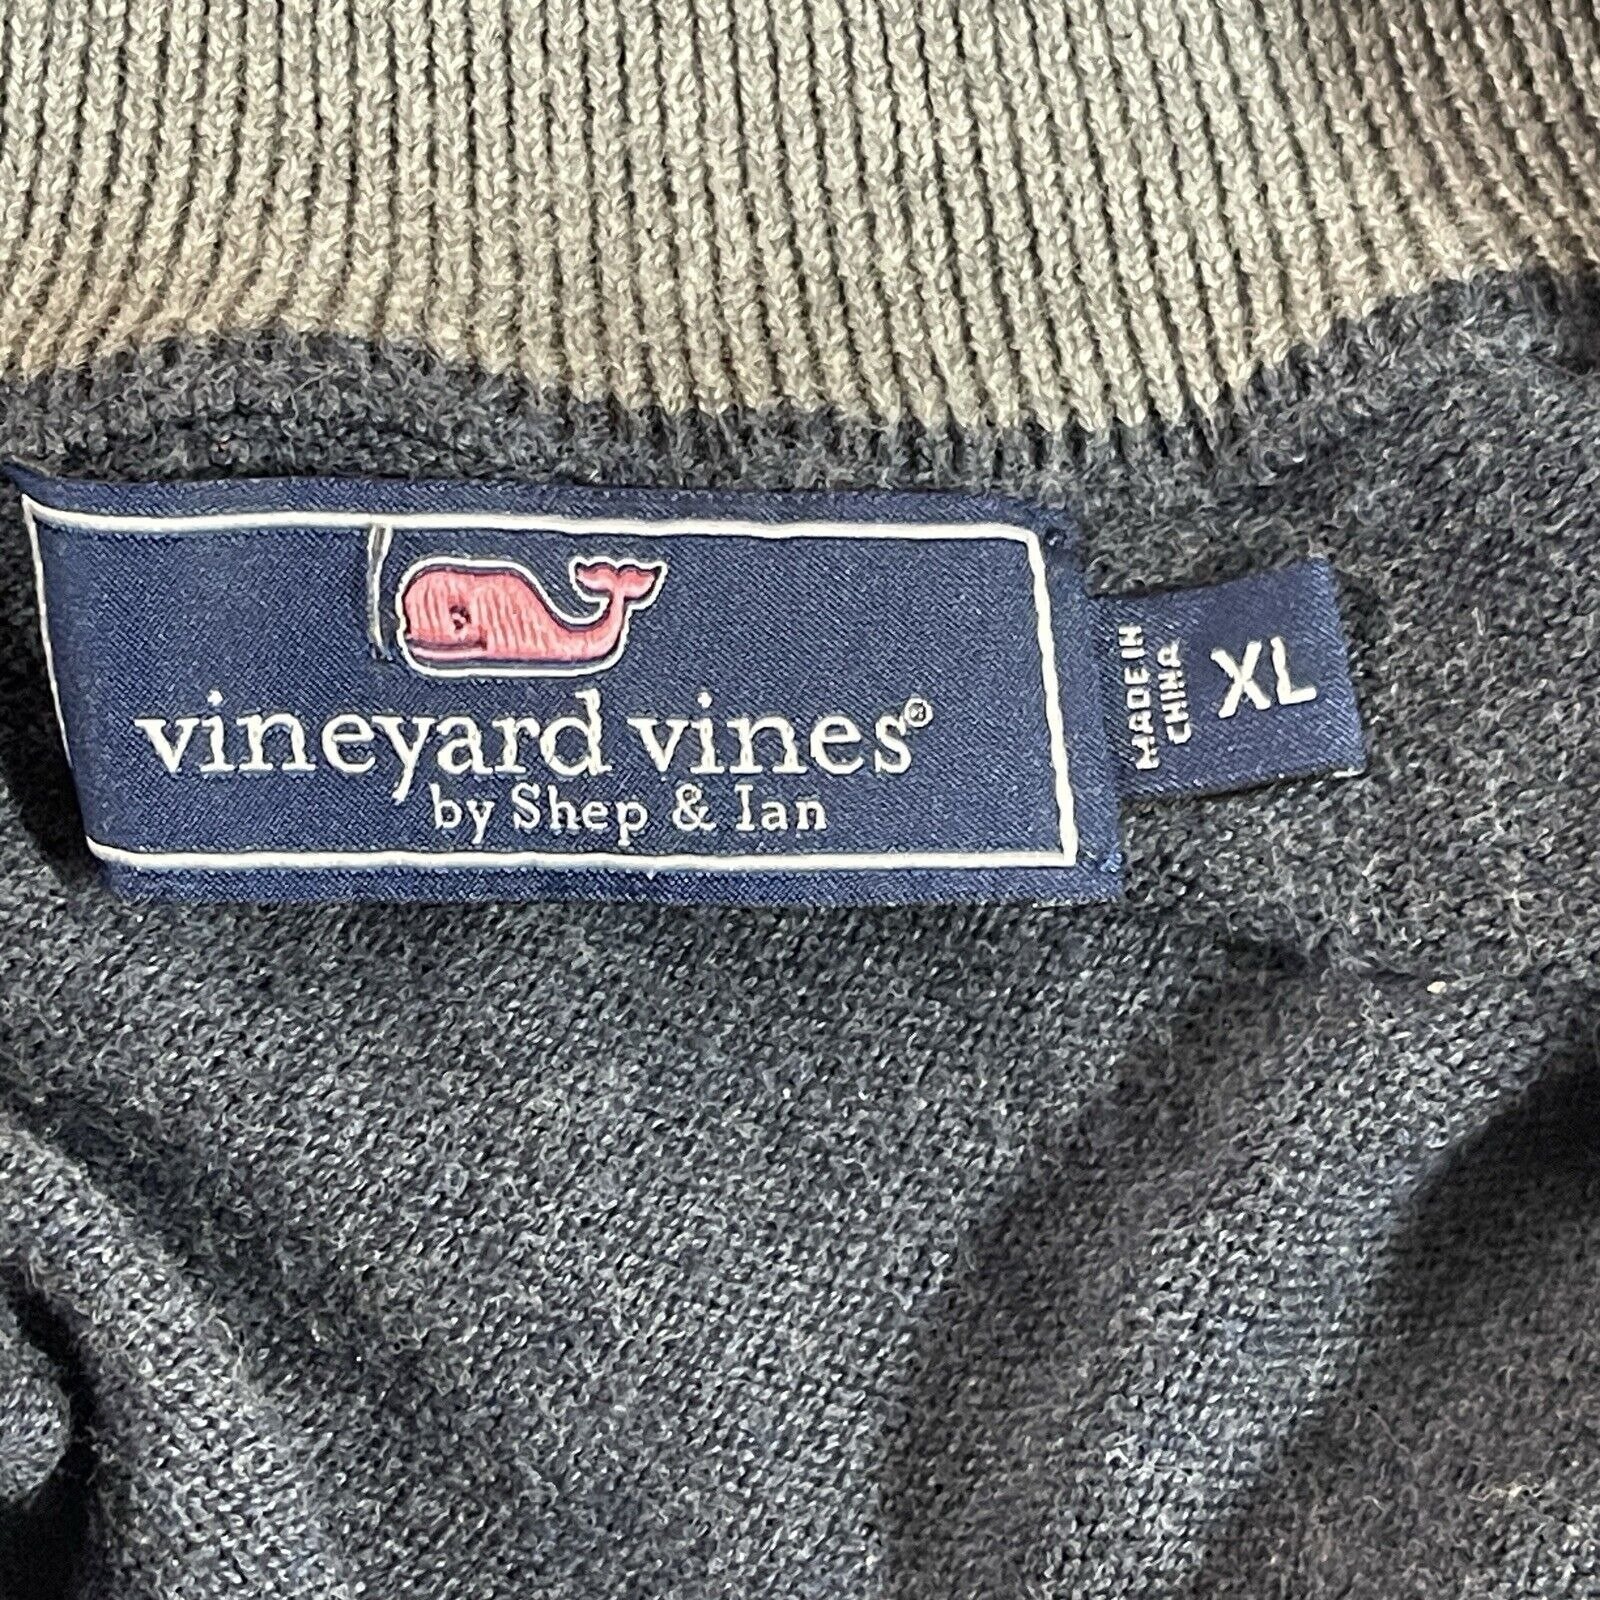 vineyard vines®
by Shep & Ian
MADE IN
CHINA
XL